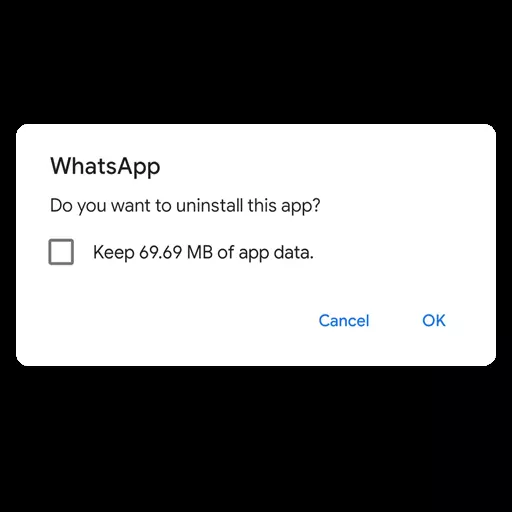 WhatsApp
Do you want to uninstall this app?
Keep 69.69 MB of app data.
Cancel OK